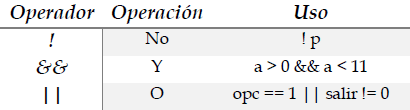 Operador Operación Uso
! No ! p
&& Y a > 0 && a < 11
|| O opc == 1 || salir != 0